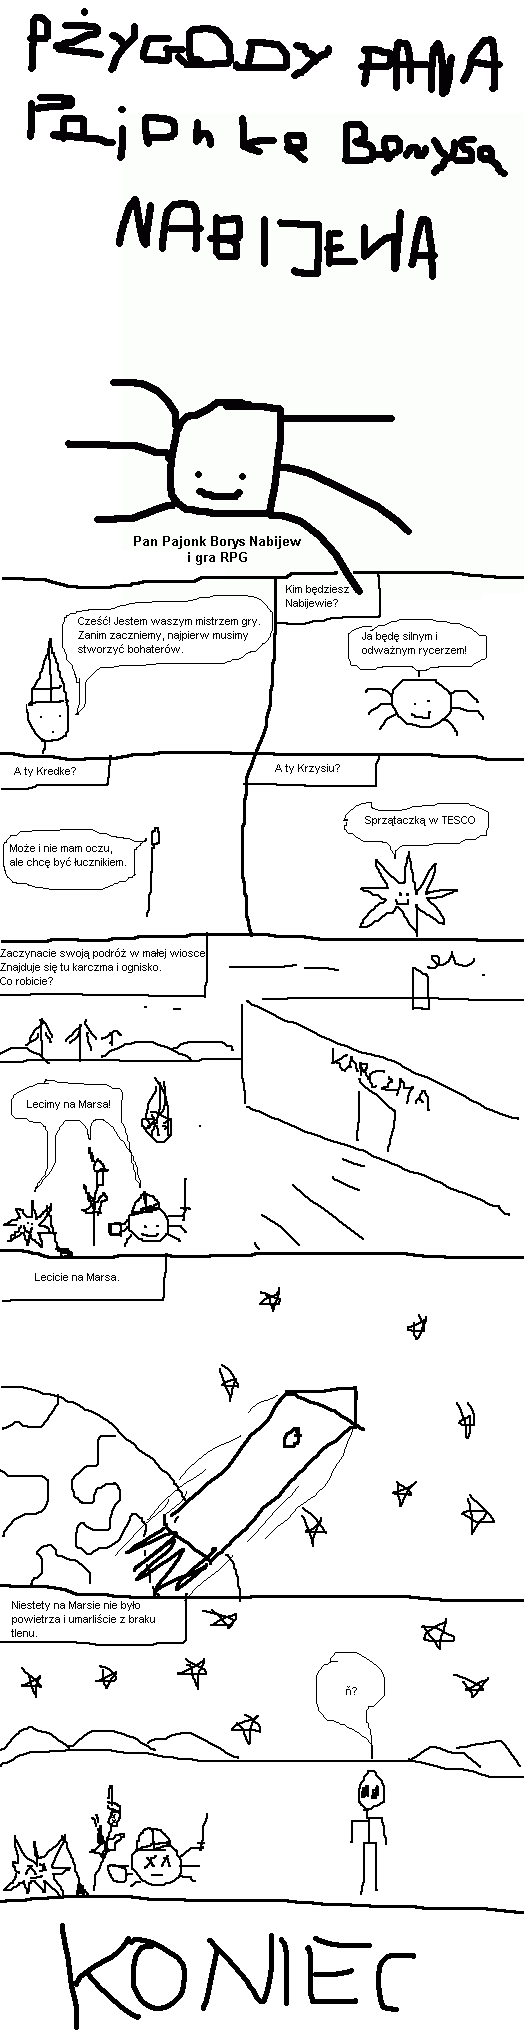 PŻYGODY PANA
Pajonka Borysa
NABIJEWA
Pan Pajonk Borys Nabijew
i gra RPG
Cześć! Jestem waszym mistrzem gry.
Zanim zaczniemy, najpierw musimy
stworzyć bohaterów.
Kim będziesz
Nabijewie?
Ja będę silnym i
odważnym rycerzem!
A ty Kredke?
Może i nie mam oczu,
ale chcę być łucznikiem.
A ty Krzysiu?
Sprzątaczką w TESCO
Zaczynacie swoją podróż w małej wiosce
Znajduje się tu karczma i ognisko.
Co robicie?
KARCZMA
Lecimy na Marsa!
Lecicie na Marsa.
Niestety na Marsie nie było
powietrza i umarliście z braku
tlenu.
ň?
KONIEC